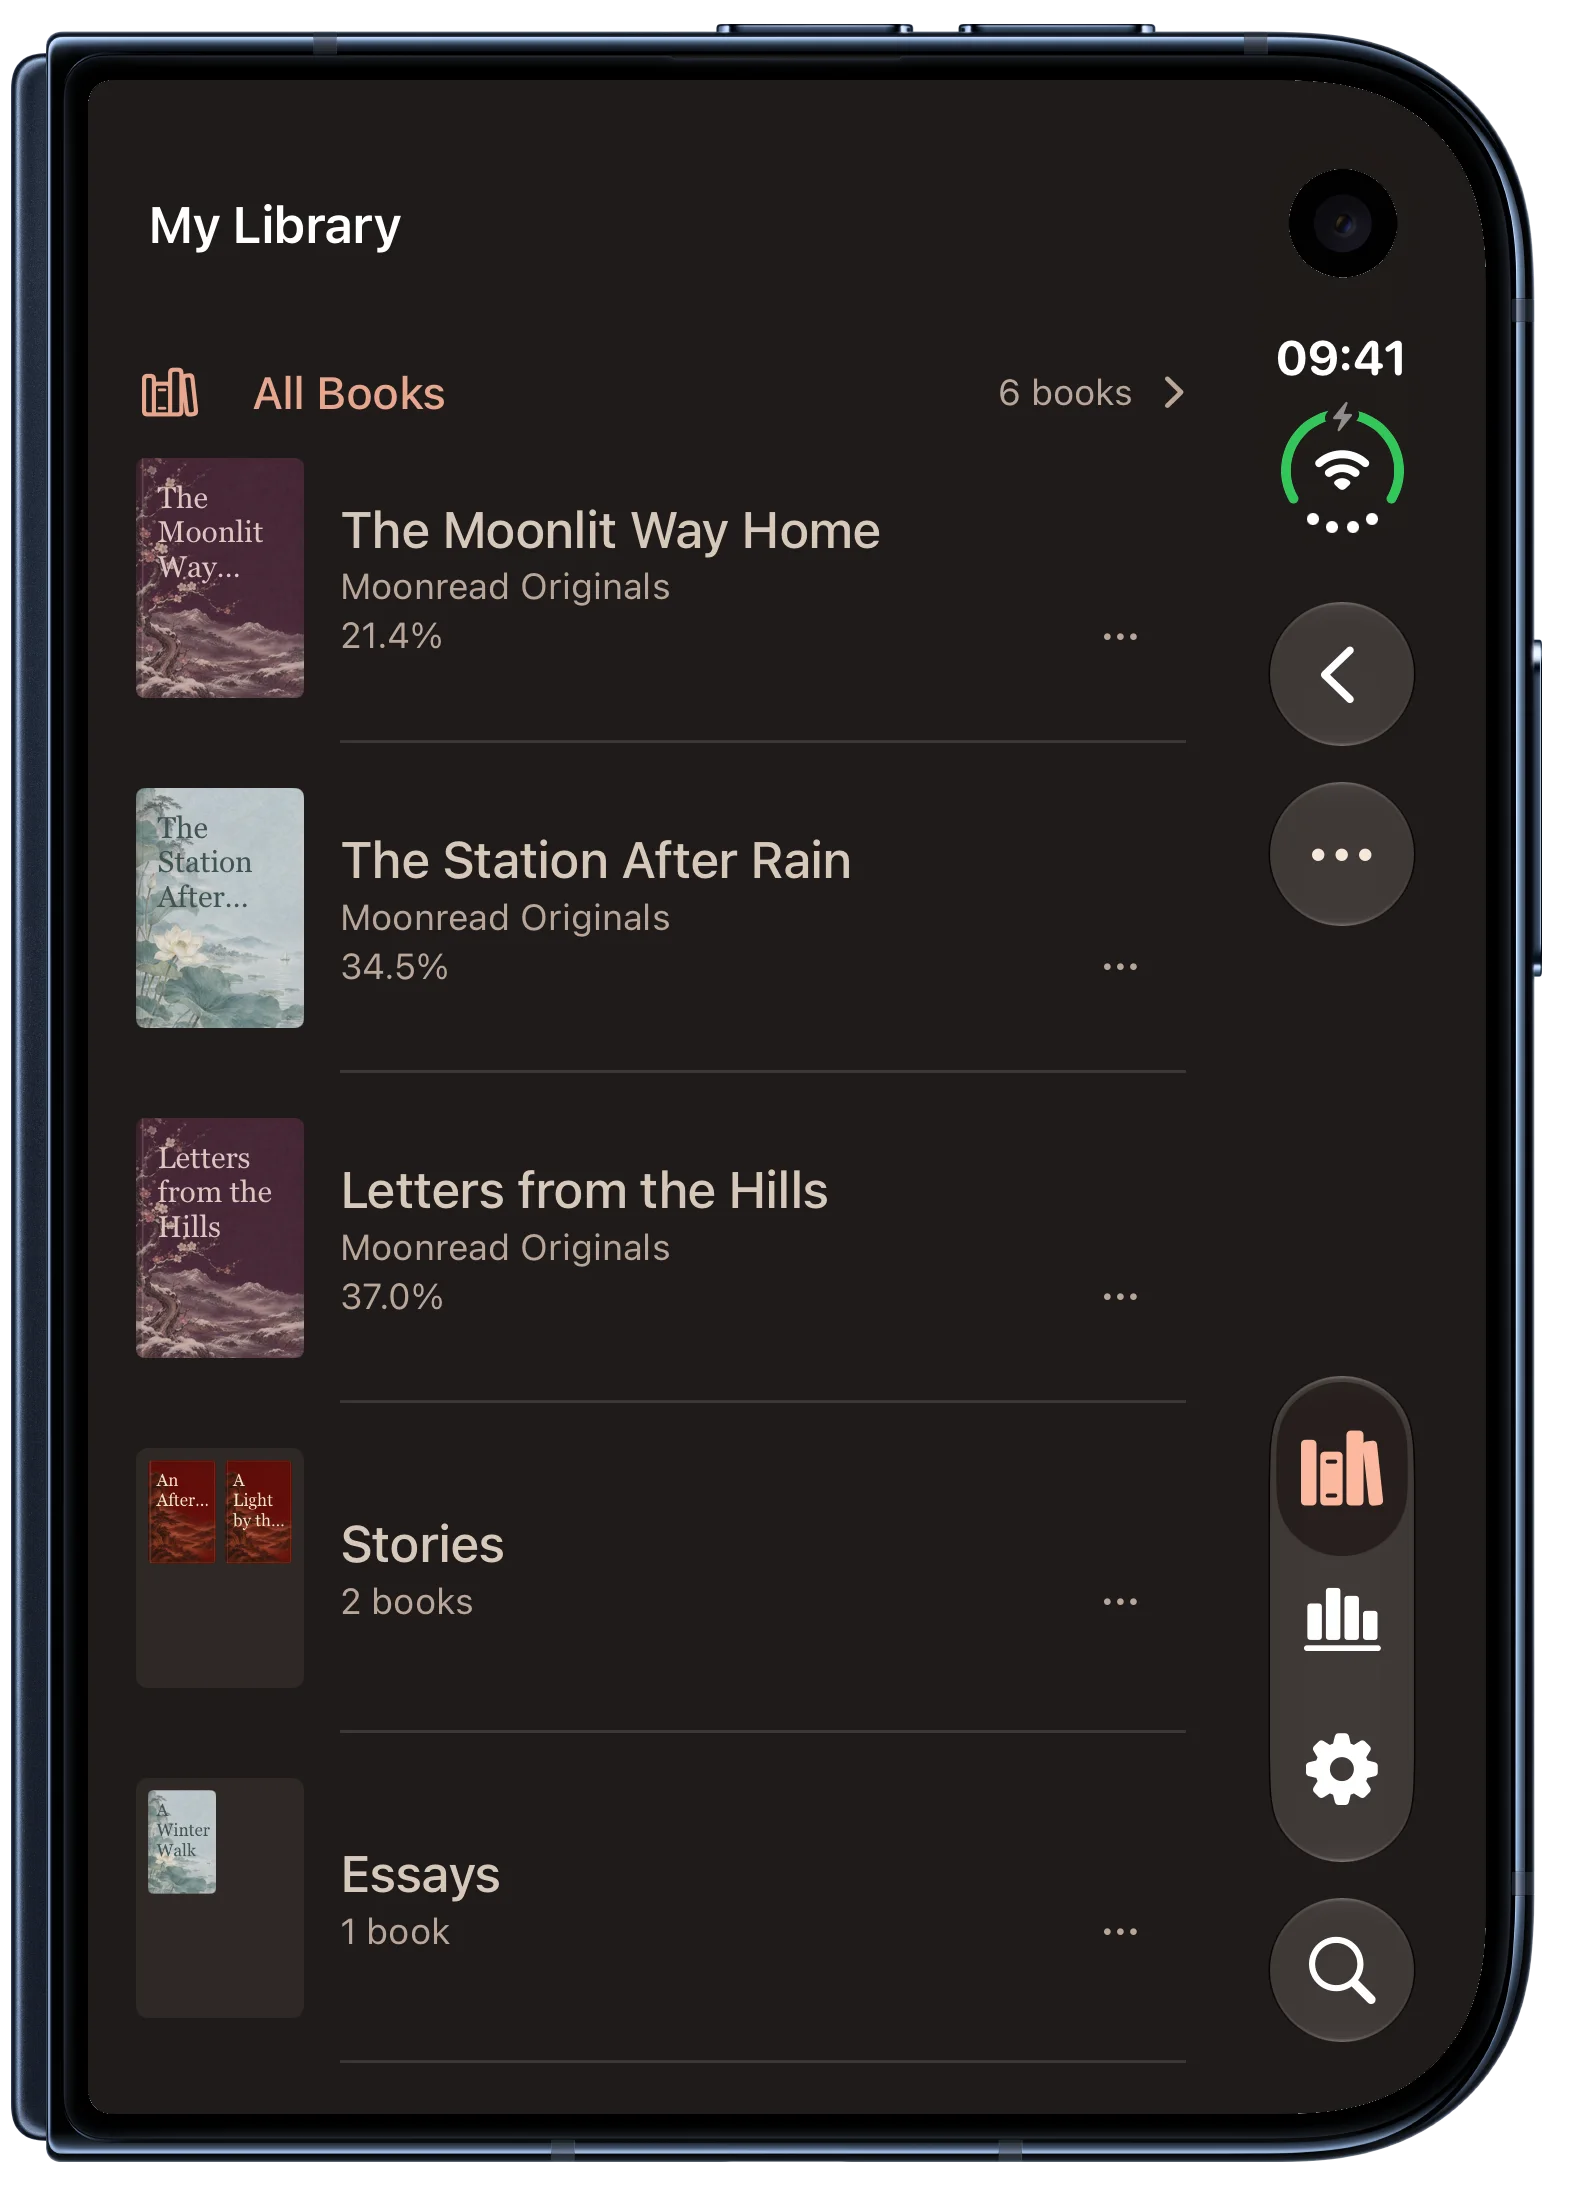 My Library
09:41
All Books
6 books
The
Moonlit
Way...
The Moonlit Way Home
Moonread Originals
21.4%
The
Station
After...
The Station After Rain
Moonread Originals
34.5%
Letters
from the
Hills
Letters from the Hills
Moonread Originals
37.0%
An
After...
A
Light
by th...
Stories
2 books
A
Winter
Walk
Essays
1 book